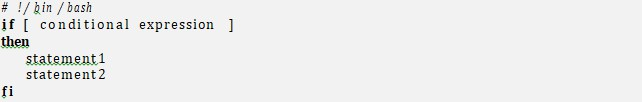 # !/ bin / bash
if [ conditional expression ]
then
statement1
statement2
fi